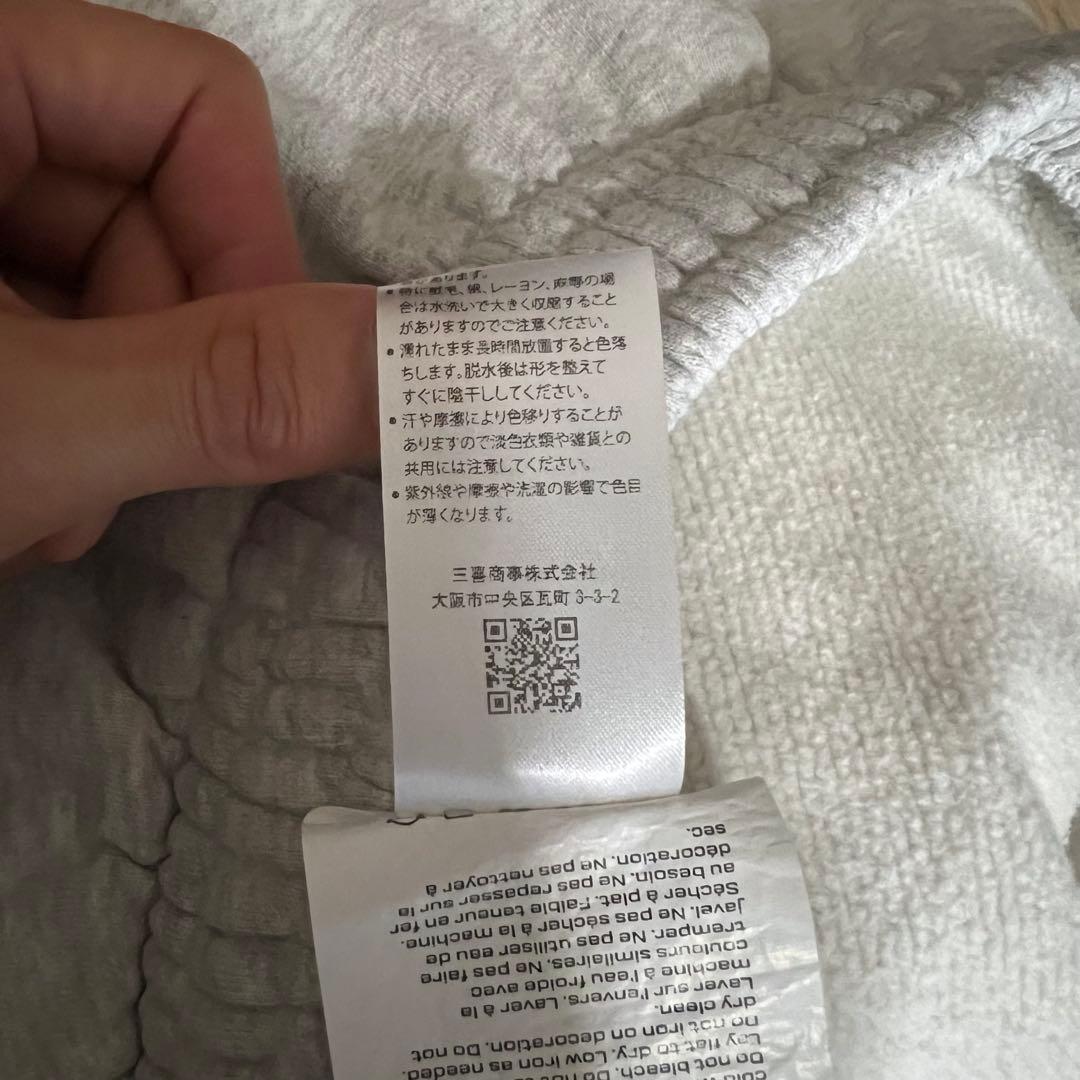 があります。
● 特に獣毛、絹、レーヨン、麻等の場
合は水洗いで大きく収縮すること
がありますのでご注意ください。
● 濡れたまま長時間放置すると色落
ちします。脱水後は形を整えて
すぐに陰干ししてください。
● 汗や摩擦により色移りすることが
ありますので淡色衣類や雑貨との
共用には注意してください。
● 紫外線や摩擦や洗濯の影響で色目
が薄くなります。
三喜商事株式会社
大阪市中央区瓦町 3-3-2
cold
Do not bleach. Do not
Lay flat to dry. Low iron as needed.
Do not iron on decoration. Do not
dry clean.
Laver sur l'envers. Laver à la
machine à l'eau froide avec
couleurs similaires. Ne pas faire
tremper. Ne pas utiliser eau de
javel. Ne pas sécher à la machine.
Sécher à plat. Faible teneur en fer
au besoin. Ne pas repasser sur la
décoration. Ne pas nettoyer à
sec.